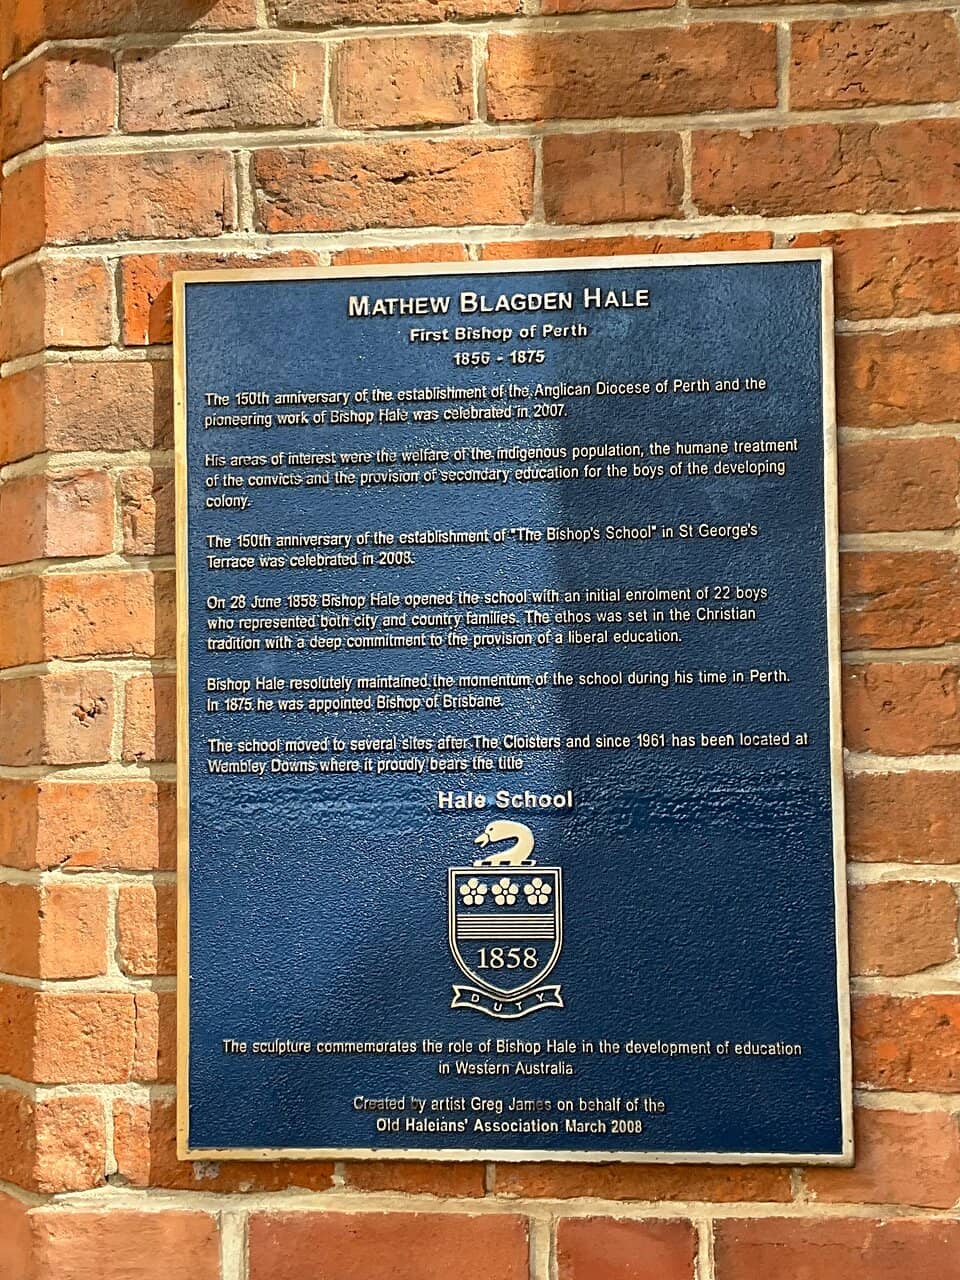 MATHEW BLAGDEN HALE
First Bishop of Perth
1856 - 1875
The 150th anniversary of the establishment of the Anglican Diocese of Perth and the
pioneering work of Bishop Hale was celebrated in 2007.
His areas of interest were the welfare of the indigenous population, the humane treatment
of the convicts and the provision of secondary education for the boys of the developing
colony.
The 150th anniversary of the establishment of "The Bishop's School" in St George's
Terrace was celebrated in 2008.
On 28 June 1858 Bishop Hale opened the school with an initial enrolment of 22 boys
who represented both city and country families. The ethos was set in the Christian
tradition with a deep commitment to the provision of a liberal education.
Bishop Hale resolutely maintained the momentum of the school during his time in Perth.
In 1875 he was appointed Bishop of Brisbane.
The school moved to several sites after The Cloisters and since 1961 has been located at
Wembley Downs where it proudly bears the title
Hale School
1858
DUTY
The sculpture commemorates the role of Bishop Hale in the development of education
in Western Australia.
Created by artist Greg James on behalf of the
Old Haleians' Association March 2008